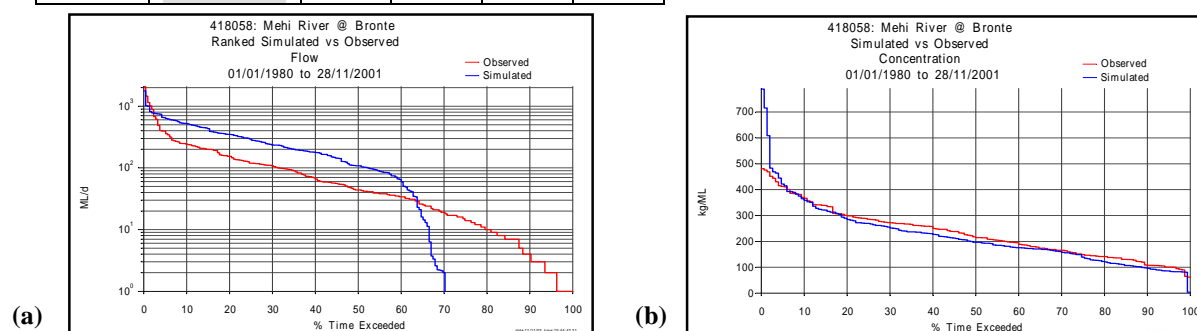 418058: Mehi River @ Bronte
Ranked Simulated vs Observed
Flow
01/01/1980 to 28/11/2001
Observed
Simulated
10³
10²
10¹
10⁰
ML/d
0 10 20 30 40 50 60 70 80 90 100
% Time Exceeded
(a)
418058: Mehi River @ Bronte
Simulated vs Observed
Concentration
01/01/1980 to 28/11/2001
Observed
Simulated
700
600
500
400
300
200
100
0
kg/ML
0 10 20 30 40 50 60 70 80 90 100
% Time Exceeded
(b)